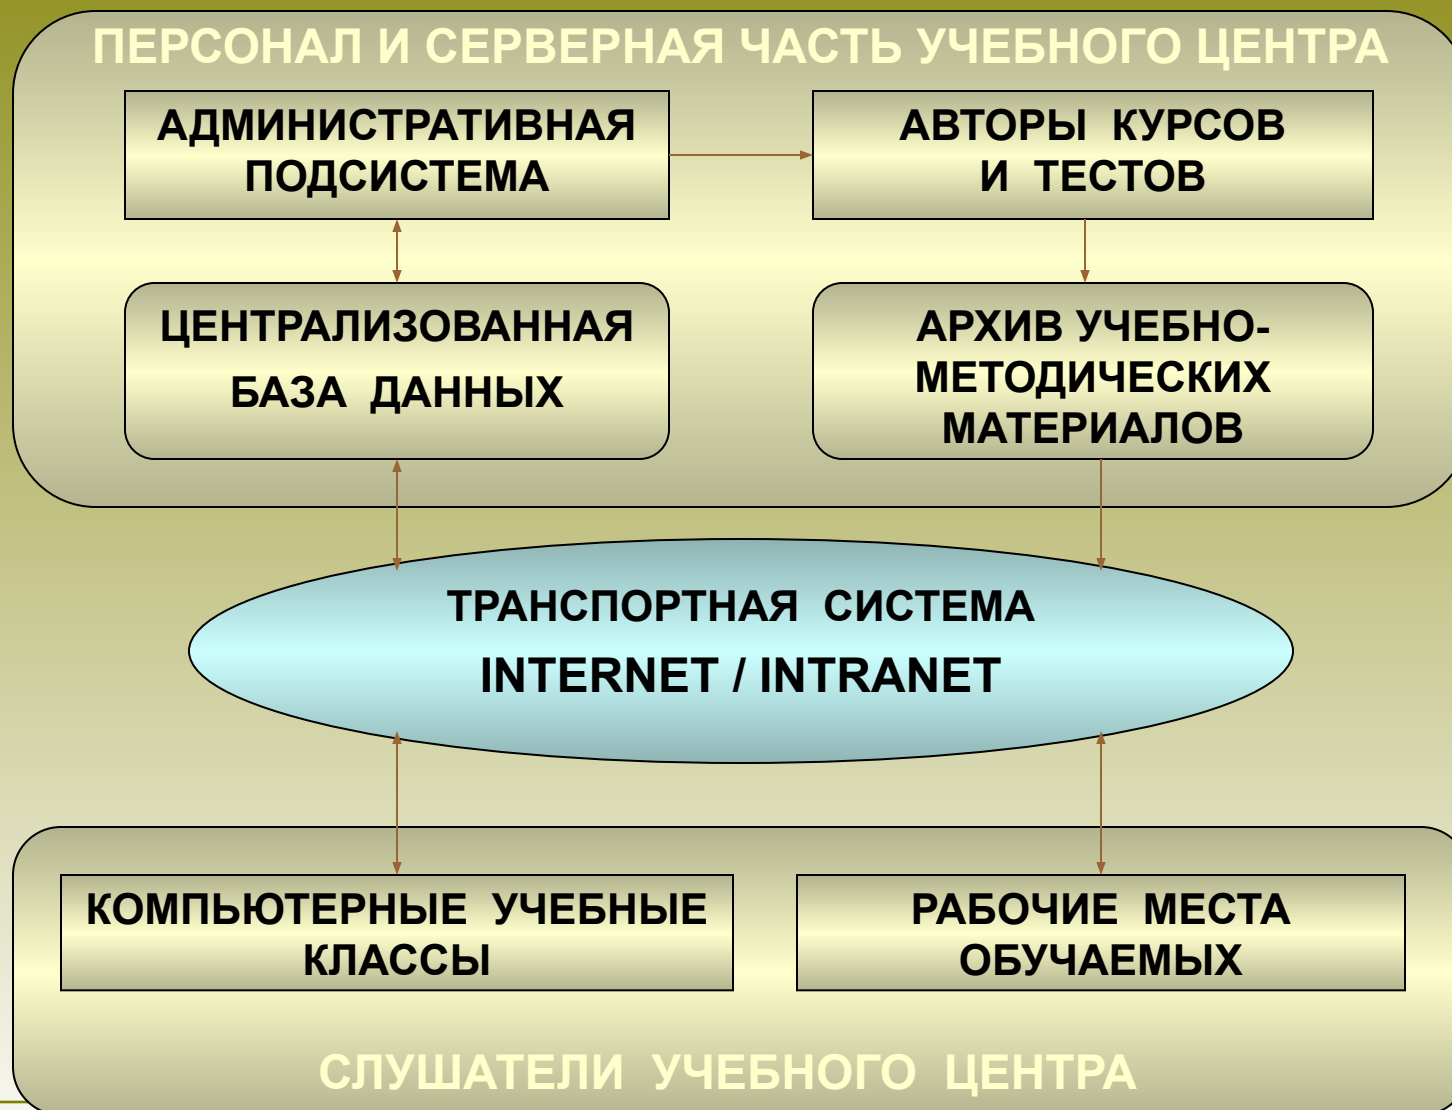 ПЕРСОНАЛ И СЕРВЕРНАЯ ЧАСТЬ УЧЕБНОГО ЦЕНТРА
АДМИНИСТРАТИВНАЯ
ПОДСИСТЕМА
АВТОРЫ КУРСОВ
И ТЕСТОВ
ЦЕНТРАЛИЗОВАННАЯ
БАЗА ДАННЫХ
АРХИВ УЧЕБНО-
МЕТОДИЧЕСКИХ
МАТЕРИАЛОВ
ТРАНСПОРТНАЯ СИСТЕМА
INTERNET / INTRANET
КОМПЬЮТЕРНЫЕ УЧЕБНЫЕ
КЛАССЫ
РАБОЧИЕ МЕСТА
ОБУЧАЕМЫХ
СЛУШАТЕЛИ УЧЕБНОГО ЦЕНТРА